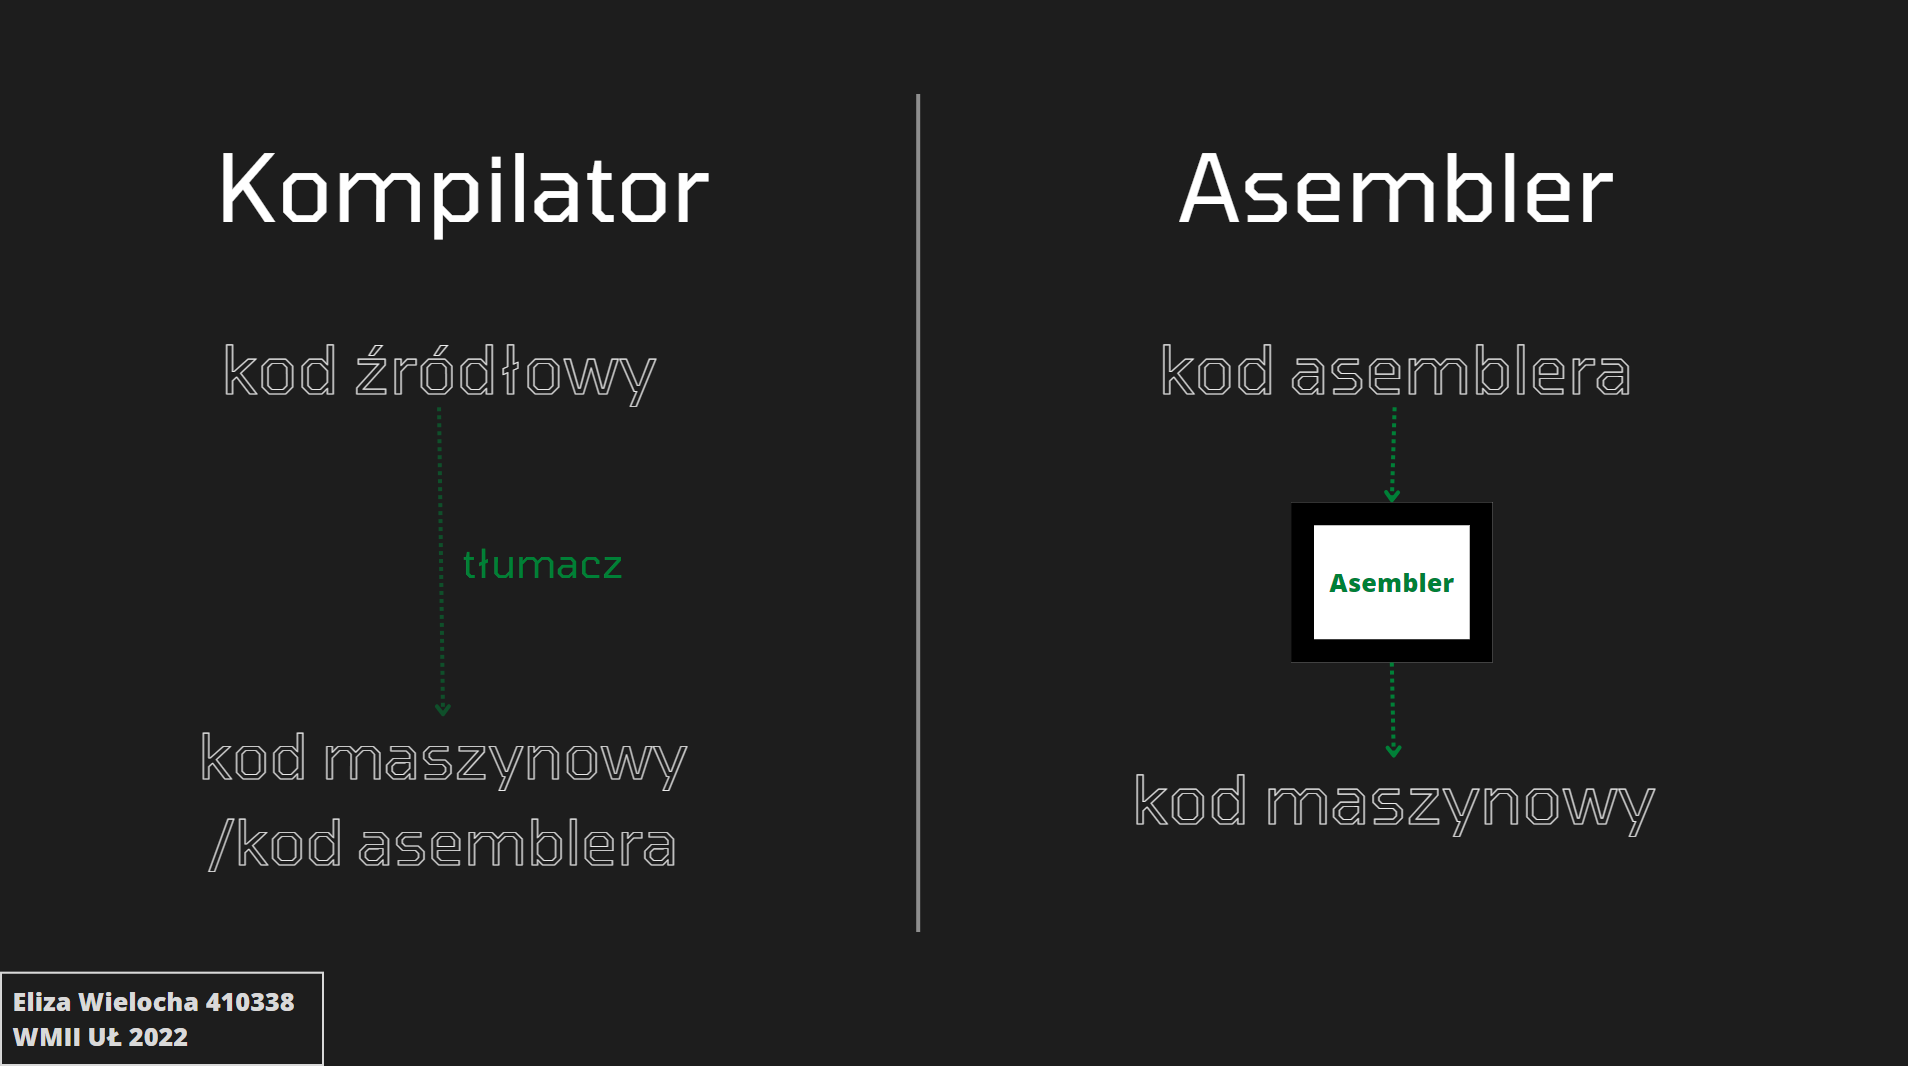 Kompilator
kod źródłowy
tłumacz
kod maszynowy
/kod asemblera
Asembler
kod asemblera
Asembler
kod maszynowy
Eliza Wielocha 410338
WMII UŁ 2022